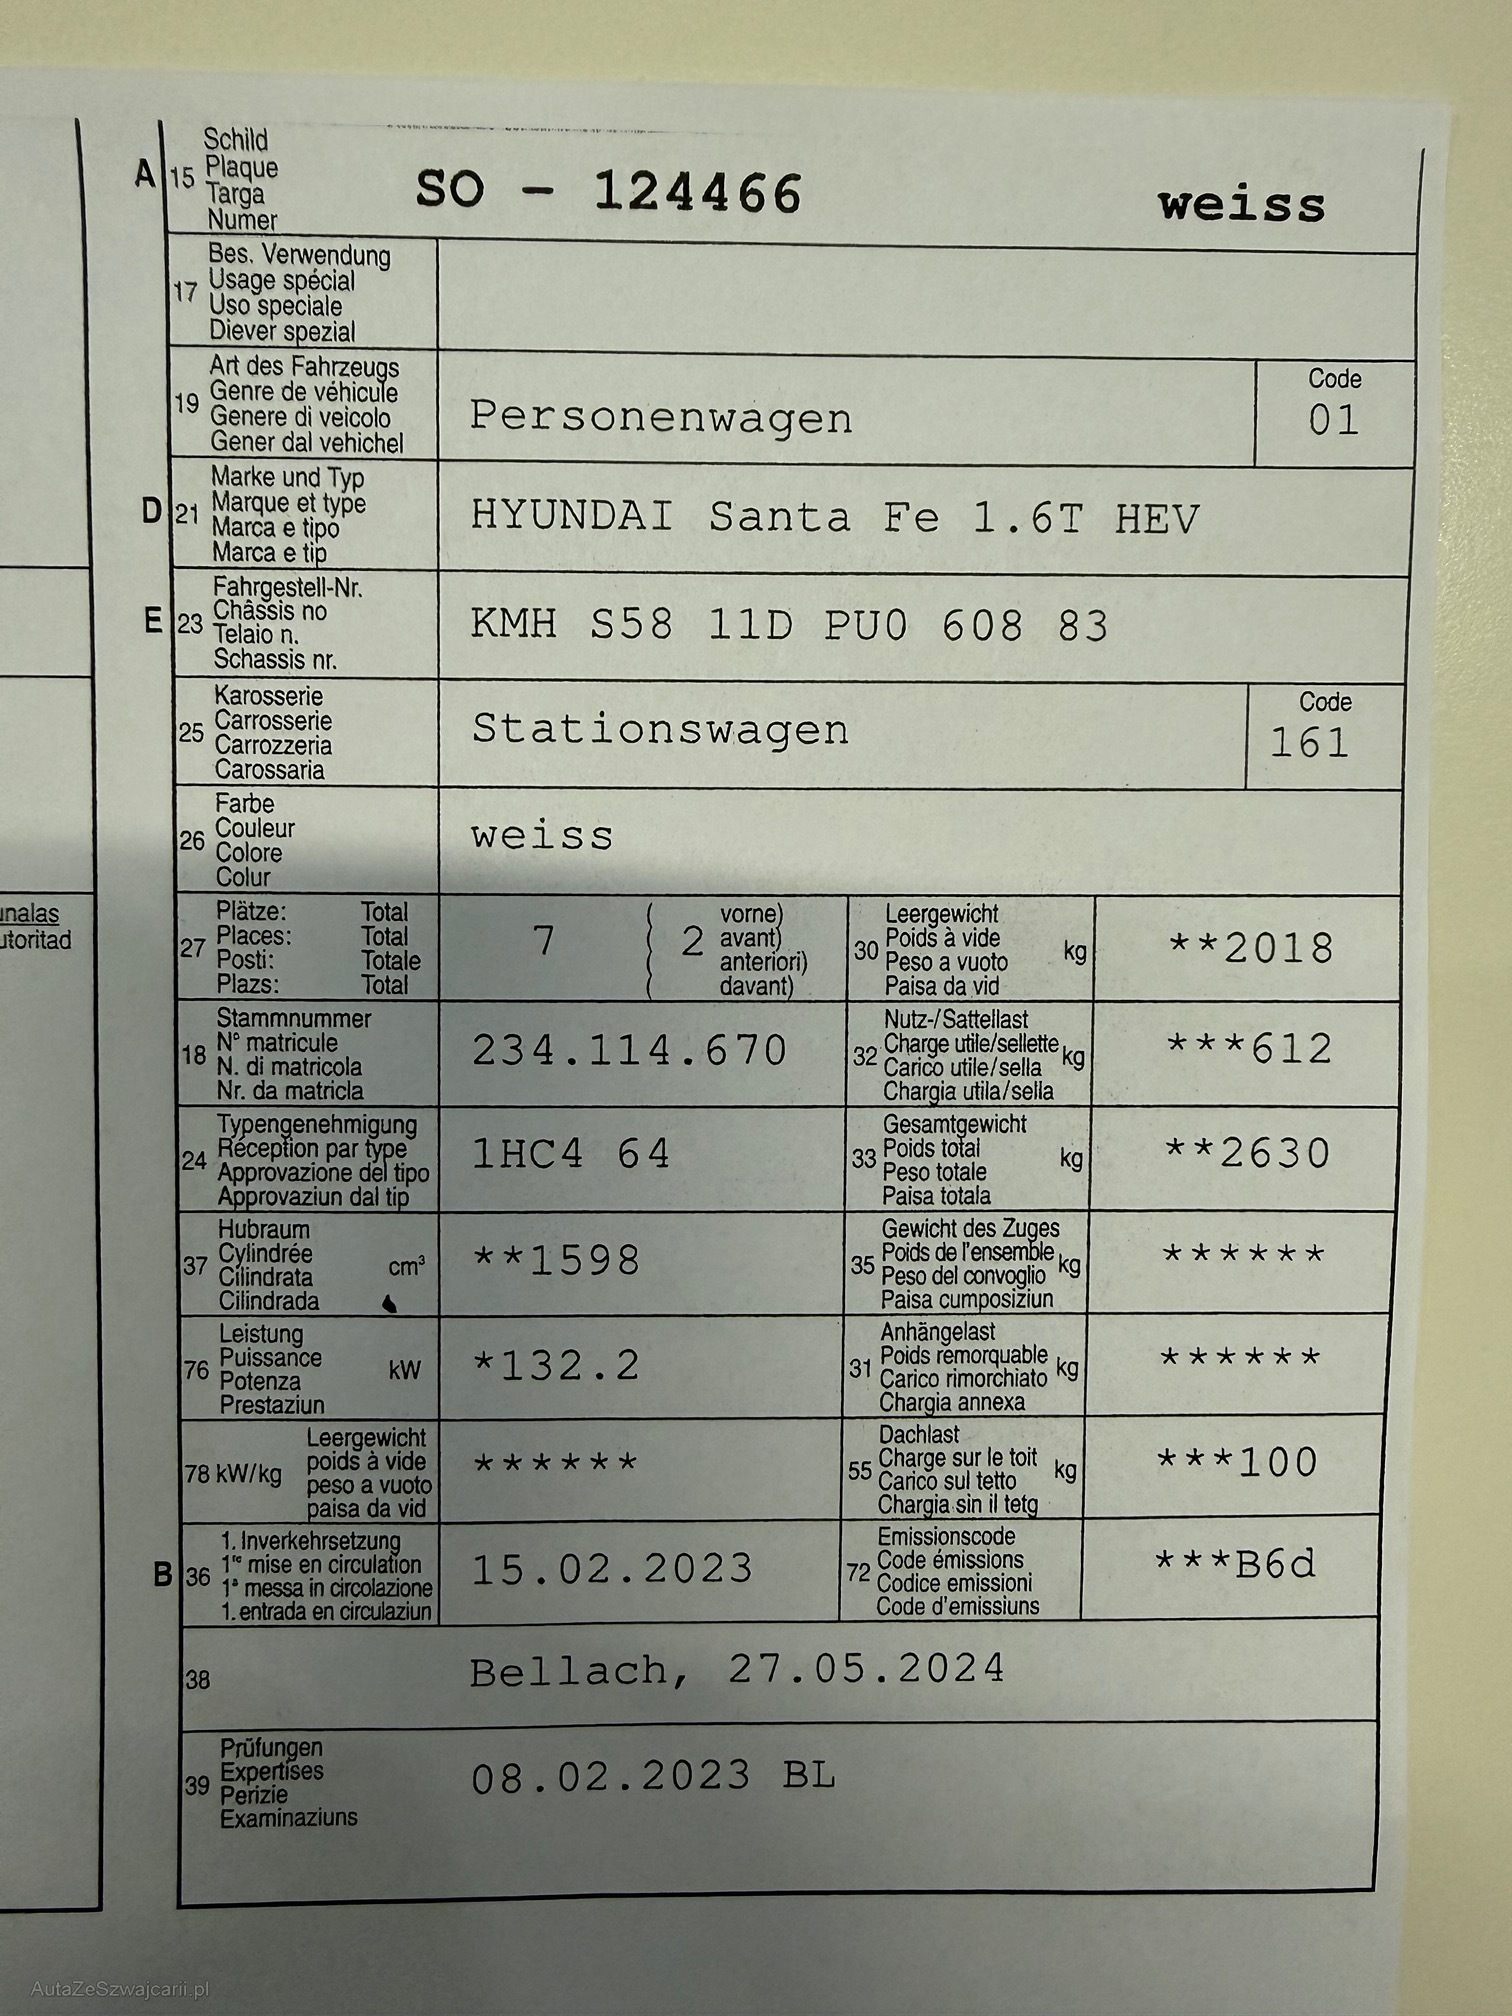 A 15 Schild
Plaque
Targa
Numer
SO - 124466 weiss
17 Bes. Verwendung
Usage spécial
Uso speciale
Diever spezial
19 Art des Fahrzeugs
Genre de véhicule
Genere di veicolo
Gener dal vehichel
Personenwagen
Code
01
D 21 Marke und Typ
Marque et type
Marca e tipo
Marca e tip
HYUNDAI Santa Fe 1.6T HEV
E 23 Fahrgestell-Nr.
Châssis no
Telaio n.
Schassis nr.
KMH S58 11D PU0 608 83
25 Karosserie
Carrosserie
Carrozzeria
Carossaria
Stationswagen
Code
161
26 Farbe
Couleur
Colore
Colur
weiss
unalas
utoritad
27 Plätze: Total
Places: Total
Posti: Totale
Plazs: Total
7 ( 2 vorne)
( avant)
( anteriori)
( davant)
30 Leergewicht
Poids à vide
Peso a vuoto
Paisa da vid
kg
**2018
18 Stammnummer
N° matricule
N. di matricola
Nr. da matricla
234.114.670
32 Nutz-/Sattellast
Charge utile/sellette
Carico utile/sella
Chargia utila/sella
kg
***612
24 Typengenehmigung
Réception par type
Approvazione del tipo
Approvaziun dal tip
1HC4 64
33 Gesamtgewicht
Poids total
Peso totale
Paisa totala
kg
**2630
37 Hubraum
Cylindrée
Cilindrata
Cilindrada
cm³
**1598
35 Gewicht des Zuges
Poids de l'ensemble
Peso del convoglio
Paisa cumposiziun
kg
******
76 Leistung
Puissance
Potenza
Prestaziun
kW
*132.2
31 Anhängelast
Poids remorquable
Carico rimorchiato
Chargia annexa
kg
******
78 kW/kg
Leergewicht
poids à vide
peso a vuoto
paisa da vid
******
55 Dachlast
Charge sur le toit
Carico sul tetto
Chargia sin il tetg
kg
***100
B 36 1. Inverkehrsetzung
1re mise en circulation
1a messa in circolazione
1. entrada en circulaziun
15.02.2023
72 Emissionscode
Code émissions
Codice emissioni
Code d'emissiuns
***B6d
38 Bellach, 27.05.2024
39 Prüfungen
Expertises
Perizie
Examinaziuns
08.02.2023 BL
AutaZeSzwajcarii.pl